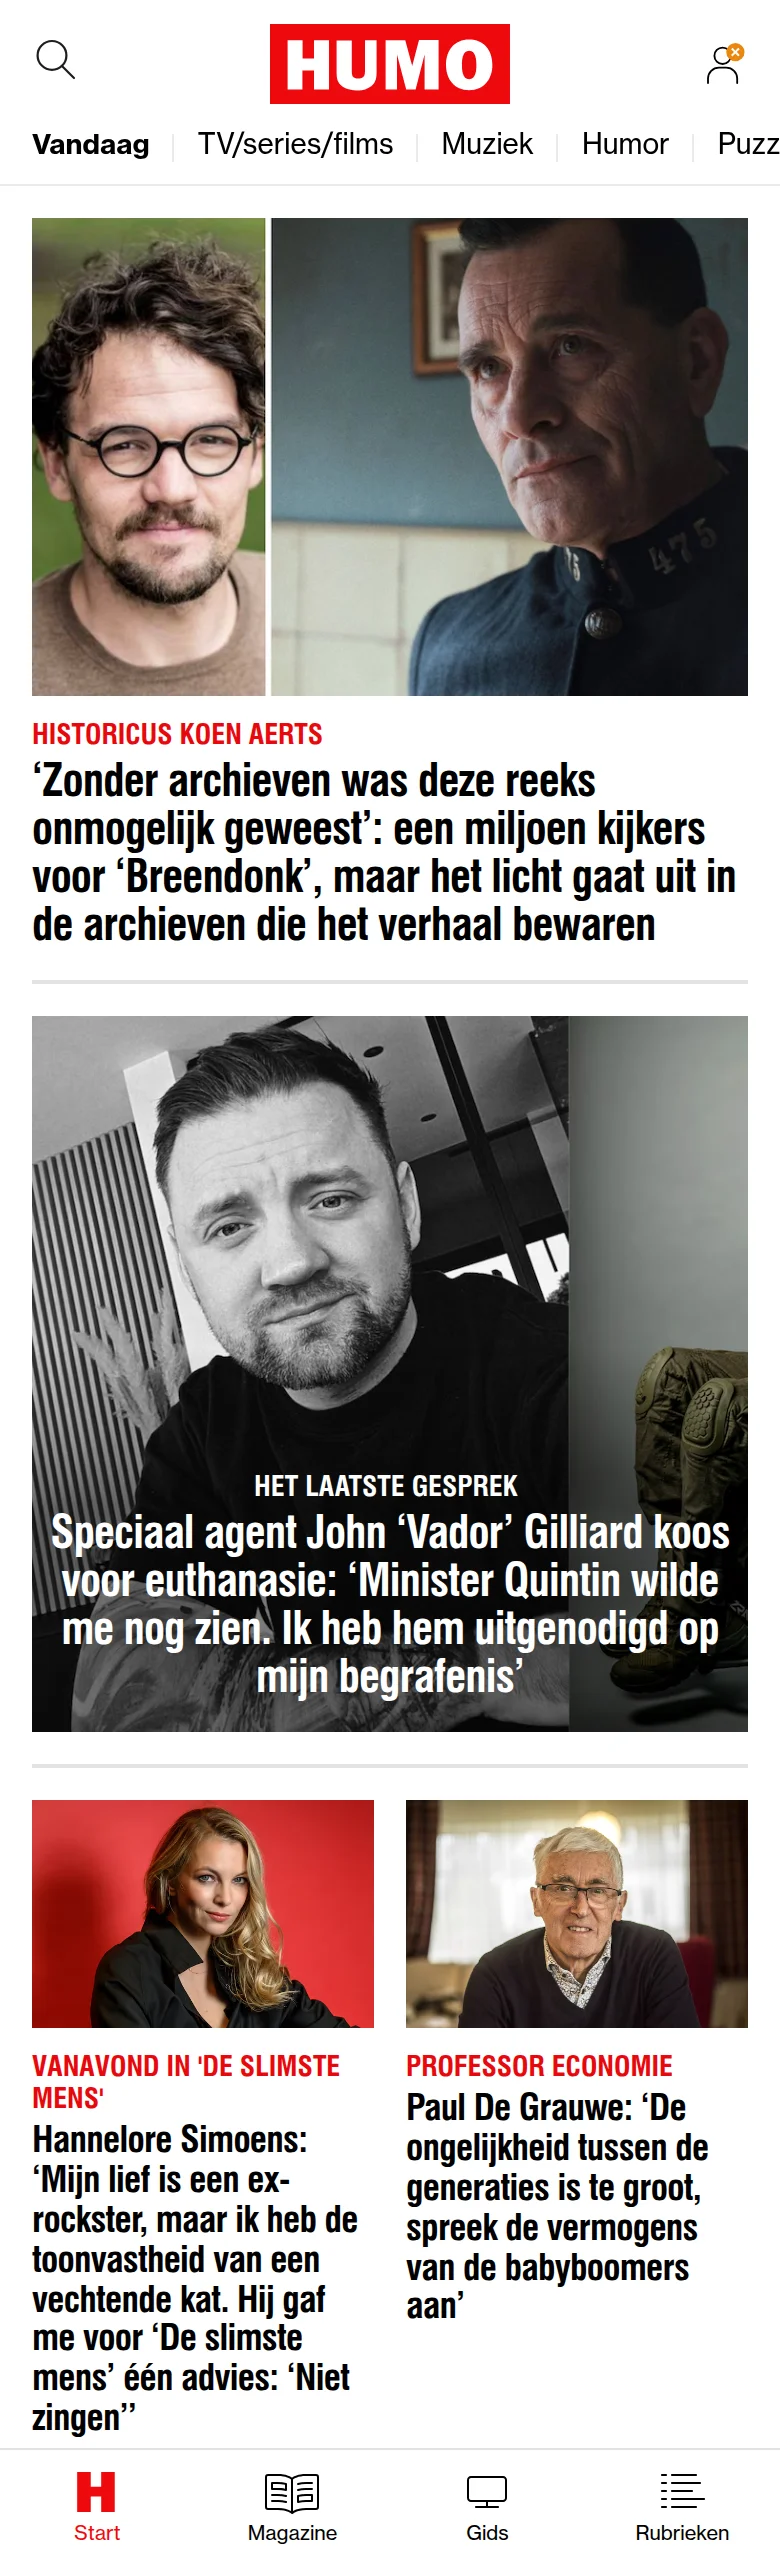 HUMO
Vandaag
TV/series/films
Muziek
Humor
Puzz
475
HISTORICUS KOEN AERTS
‘Zonder archieven was deze reeks
onmogelijk geweest’: een miljoen kijkers
voor ‘Breendonk’, maar het licht gaat uit in
de archieven die het verhaal bewaren
HET LAATSTE GESPREK
Speciaal agent John ‘Vador’ Gilliard koos
voor euthanasie: ‘Minister Quintin wilde
me nog zien. Ik heb hem uitgenodigd op
mijn begrafenis’
VANAVOND IN 'DE SLIMSTE
MENS'
Hannelore Simoens:
‘Mijn lief is een ex-
rockster, maar ik heb de
toonvastheid van een
vechtende kat. Hij gaf
me voor ‘De slimste
mens’ één advies: ‘Niet
zingen’’
PROFESSOR ECONOMIE
Paul De Grauwe: ‘De
ongelijkheid tussen de
generaties is te groot,
spreek de vermogens
van de babyboomers
aan’
H
Start
Magazine
Gids
Rubrieken